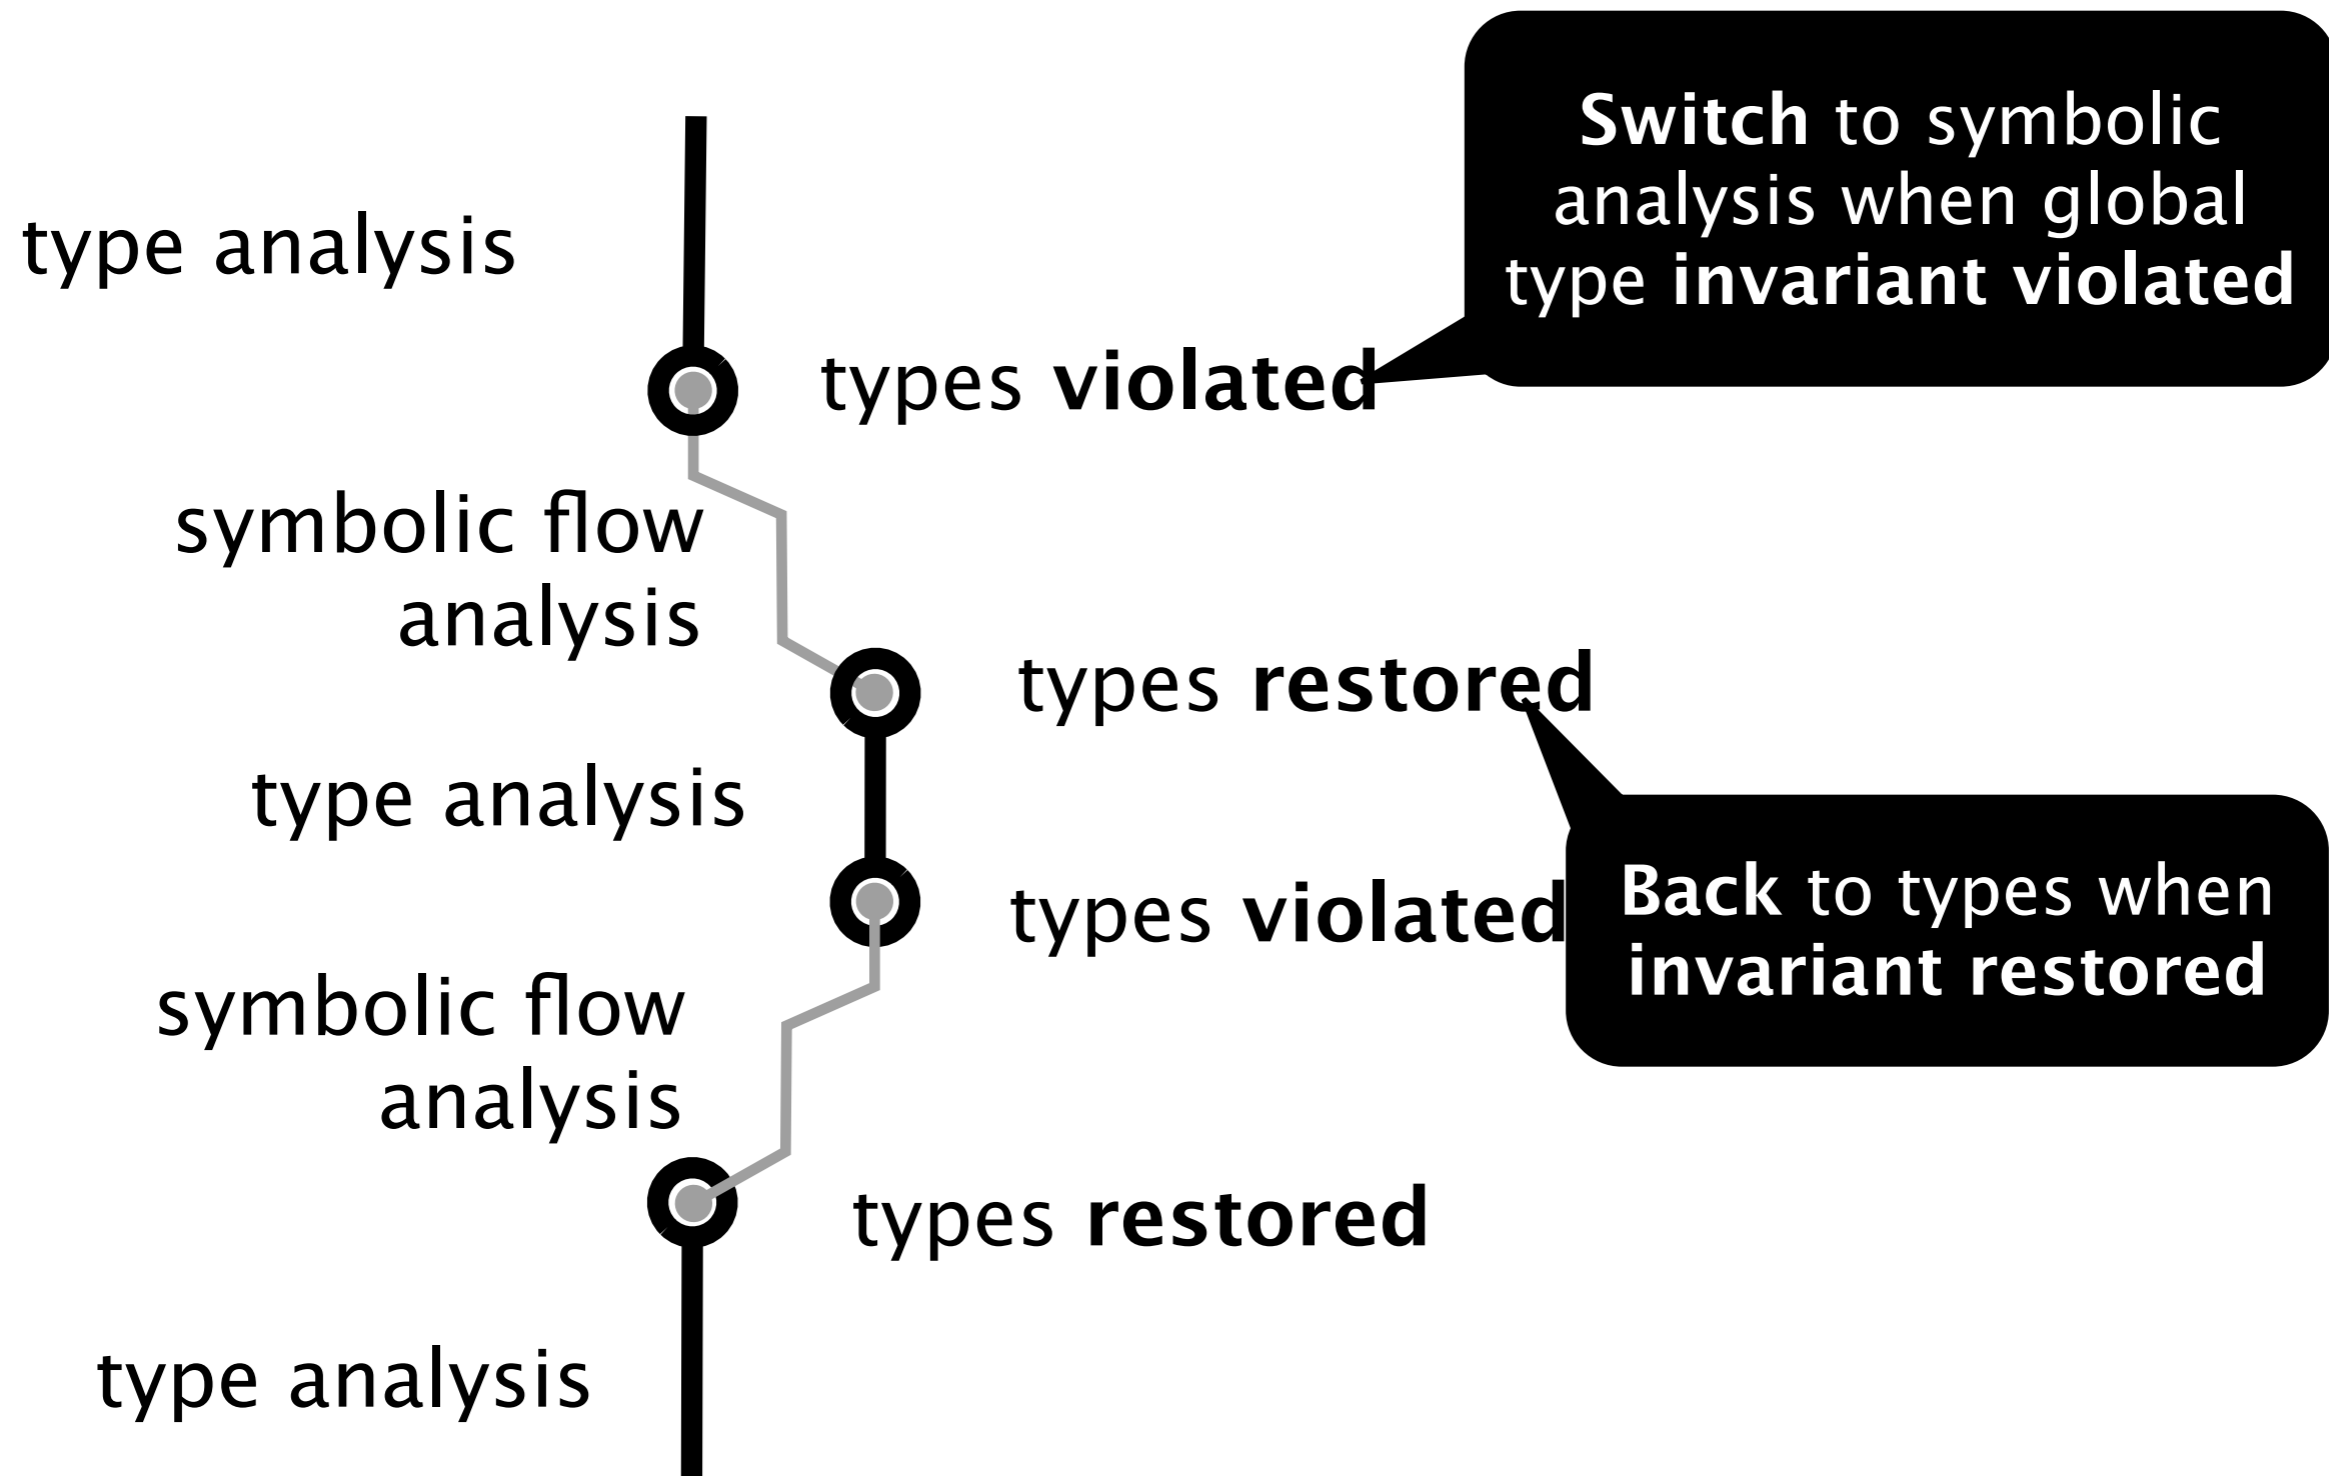 Switch to symbolic
analysis when global
type invariant violated
type analysis
types violated
symbolic flow
analysis
types restored
type analysis
Back to types when
invariant restored
types violated
symbolic flow
analysis
types restored
type analysis